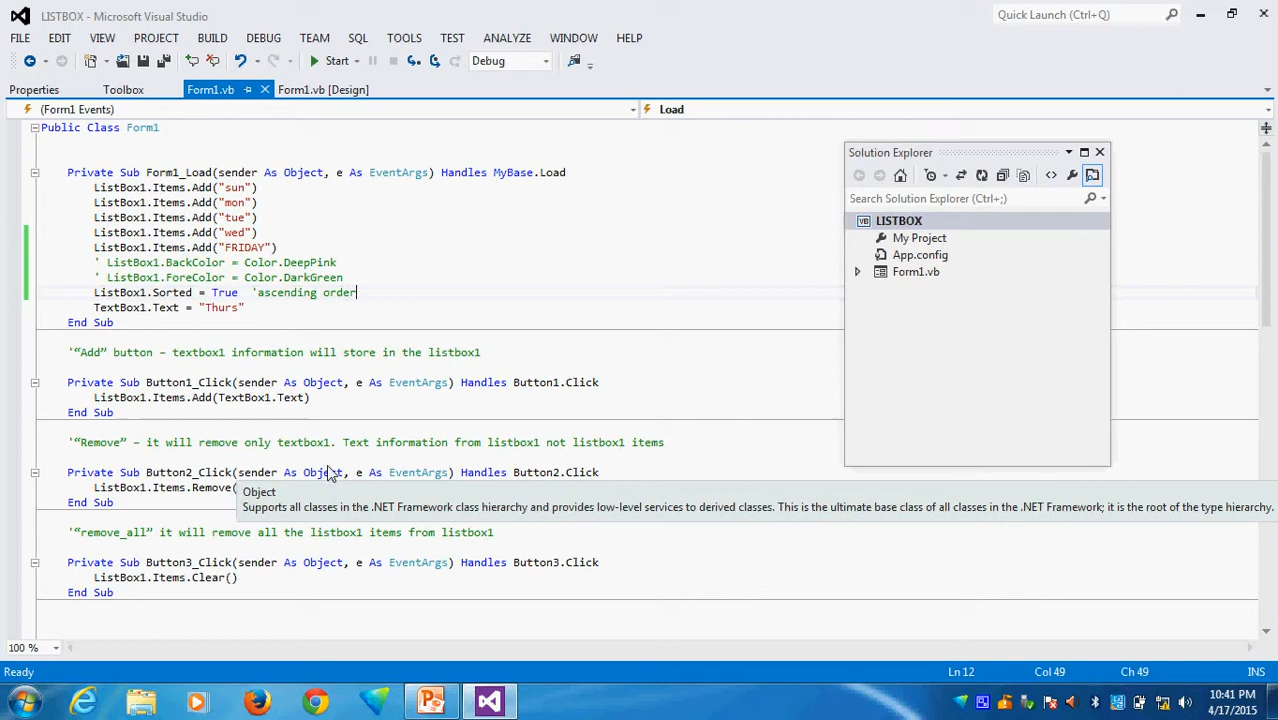 LISTBOX - Microsoft Visual Studio
Quick Launch (Ctrl+Q)
FILE EDIT VIEW PROJECT BUILD DEBUG TEAM SQL TOOLS TEST ANALYZE WINDOW HELP
Start Debug
Properties Toolbox Form1.vb Form1.vb [Design]
(Form1 Events) Load
Public Class Form1
Private Sub Form1_Load(sender As Object, e As EventArgs) Handles MyBase.Load
ListBox1.Items.Add("sun")
ListBox1.Items.Add("mon")
ListBox1.Items.Add("tue")
ListBox1.Items.Add("wed")
ListBox1.Items.Add("FRIDAY")
' ListBox1.BackColor = Color.DeepPink
' ListBox1.ForeColor = Color.DarkGreen
ListBox1.Sorted = True 'ascending order
TextBox1.Text = "Thurs"
End Sub
'“Add” button – textbox1 information will store in the listbox1
Private Sub Button1_Click(sender As Object, e As EventArgs) Handles Button1.Click
ListBox1.Items.Add(TextBox1.Text)
End Sub
'“Remove” – it will remove only textbox1. Text information from listbox1 not listbox1 items
Private Sub Button2_Click(sender As Object, e As EventArgs) Handles Button2.Click
ListBox1.Items.Remove(
End Sub
Object
Supports all classes in the .NET Framework class hierarchy and provides low-level services to derived classes. This is the ultimate base class of all classes in the .NET Framework; it is the root of the type hierarchy.
'“remove_all” it will remove all the listbox1 items from listbox1
Private Sub Button3_Click(sender As Object, e As EventArgs) Handles Button3.Click
ListBox1.Items.Clear()
End Sub
Solution Explorer
Search Solution Explorer (Ctrl+;)
VB LISTBOX
My Project
App.config
Form1.vb
100 %
Ready Ln 12 Col 49 Ch 49 INS
10:41 PM
4/17/2015